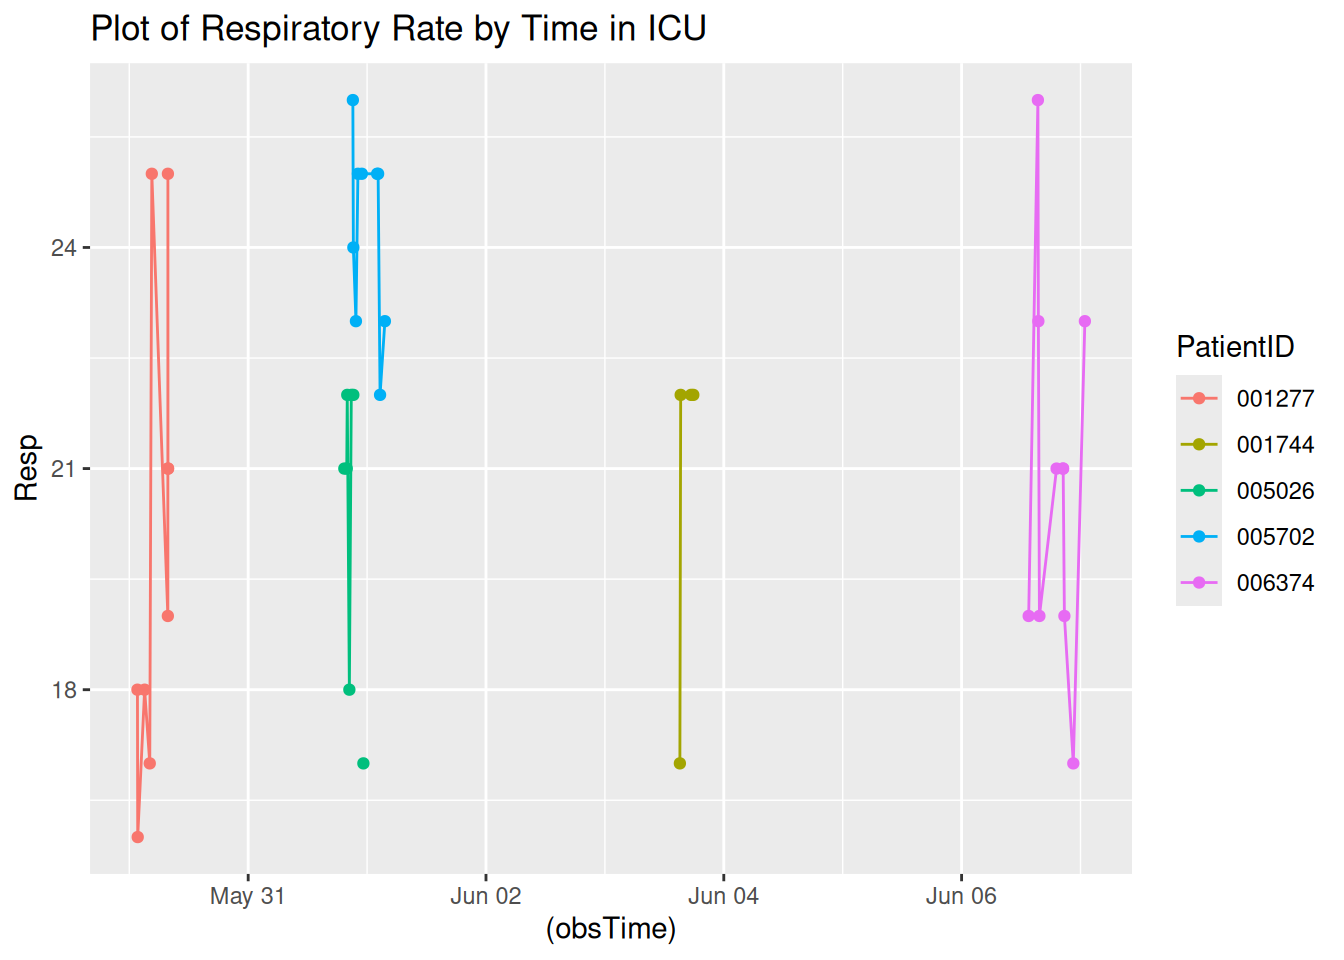 Plot of Respiratory Rate by Time in ICU
24
21
18
Resp
May 31
Jun 02
Jun 04
Jun 06
(obsTime)
PatientID
001277
001744
005026
005702
006374